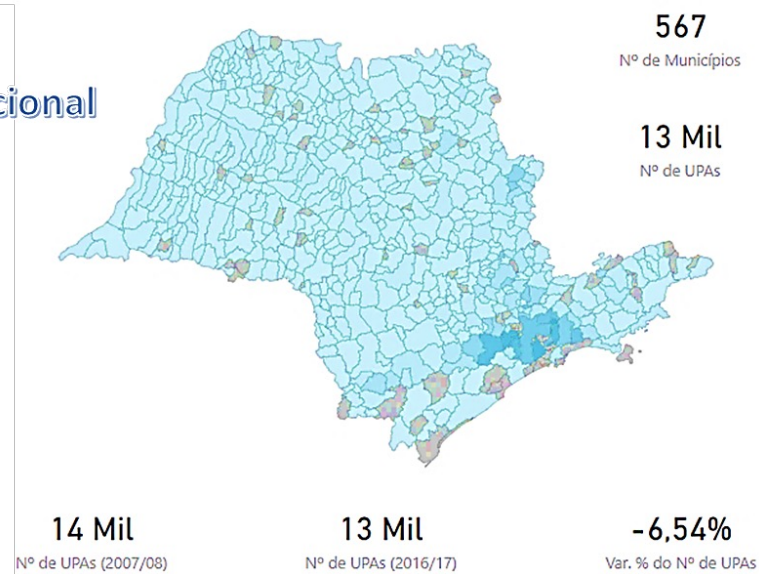 567
Nº de Municípios
cional
13 Mil
Nº de UPAs
14 Mil
Nº de UPAs (2007/08)
13 Mil
Nº de UPAs (2016/17)
-6,54%
Var. % do Nº de UPAs